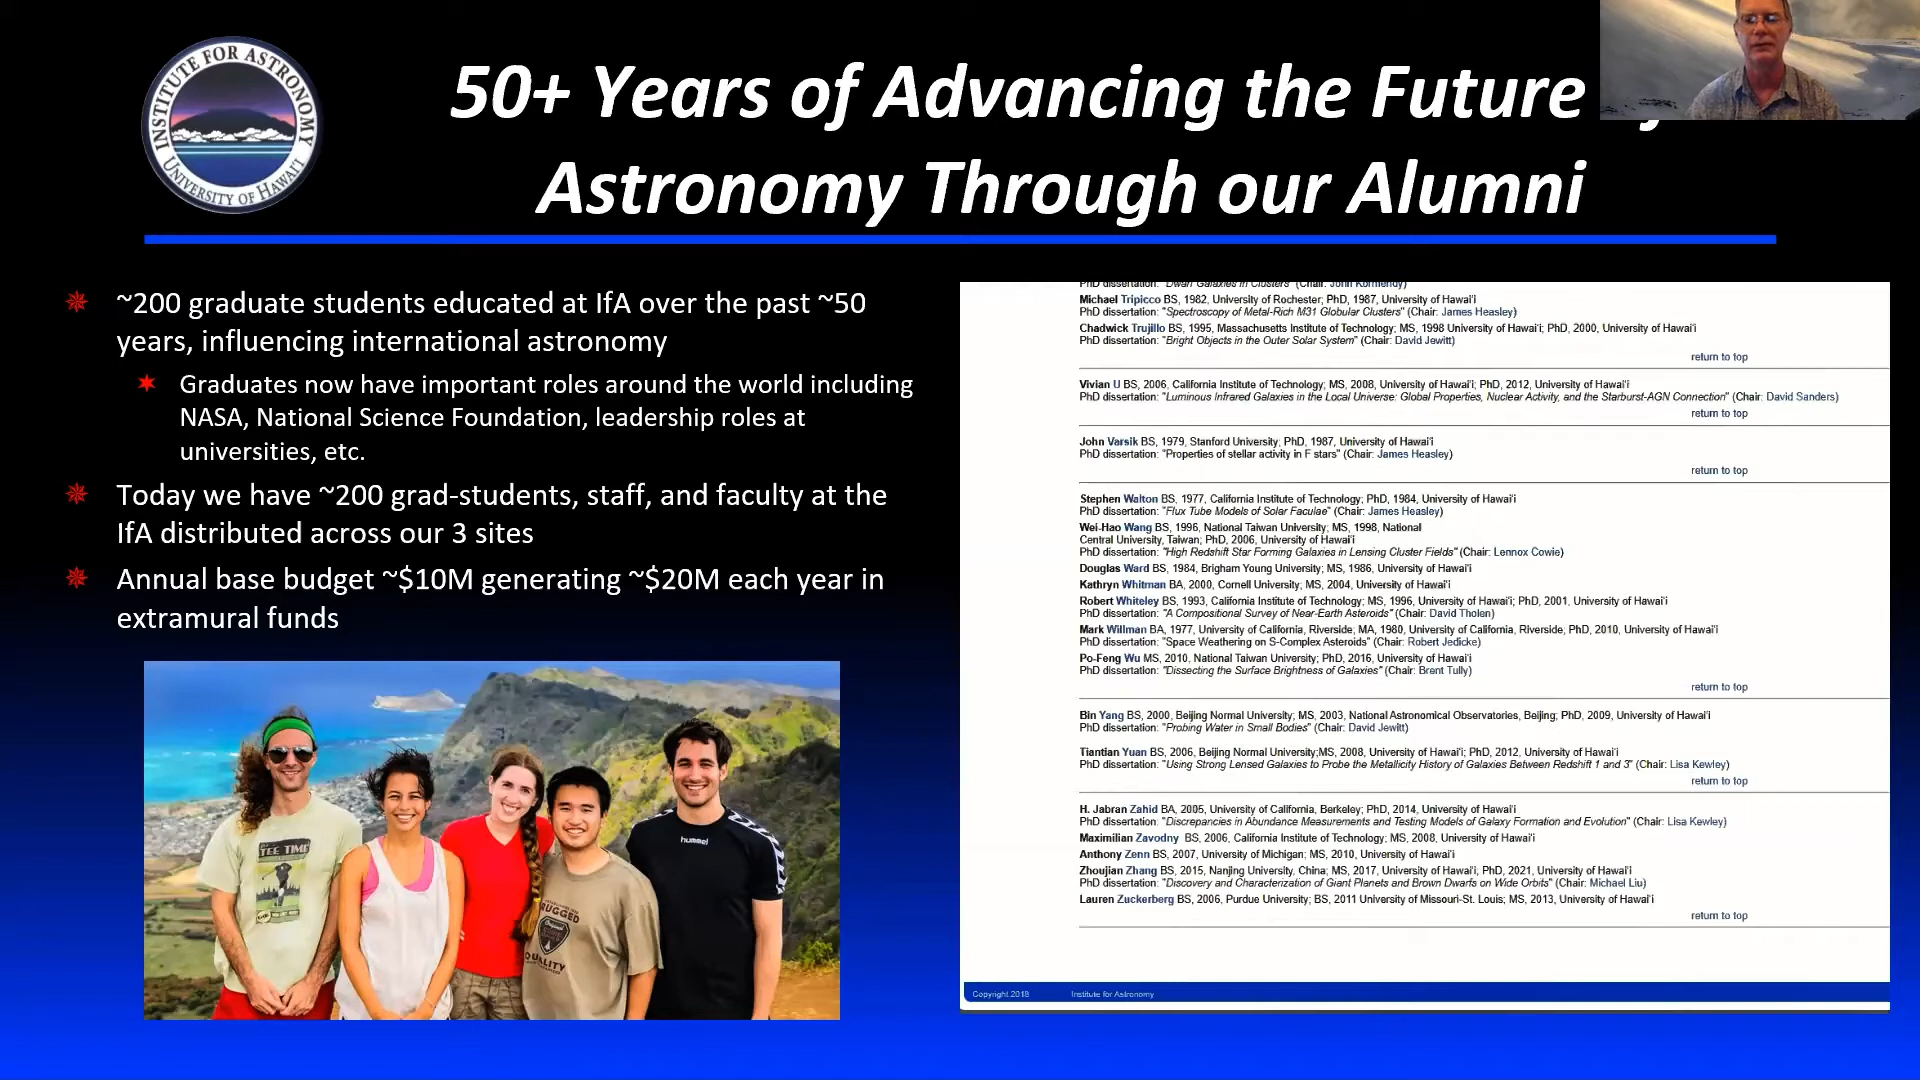 INSTITUTE FOR ASTRONOMY
UNIVERSITY OF HAWAI'I
50+ Years of Advancing the Future
Astronomy Through our Alumni
~200 graduate students educated at IfA over the past ~50
years, influencing international astronomy
Graduates now have important roles around the world including
NASA, National Science Foundation, leadership roles at
universities, etc.
Today we have ~200 grad-students, staff, and faculty at the
IfA distributed across our 3 sites
Annual base budget ~$10M generating ~$20M each year in
extramural funds
TEE TIME
RUGGED
QUALITY
hummel
PhD dissertation: "Dwarf Galaxies in Clusters" (Chair: John Kormendy)
Michael Tripicco BS, 1982, University of Rochester; PhD, 1987, University of Hawai'i
PhD dissertation: "Spectroscopy of Metal-Rich M31 Globular Clusters" (Chair: James Heasley)
Chadwick Trujillo BS, 1995, Massachusetts Institute of Technology; MS, 1998 University of Hawai'i; PhD, 2000, University of Hawai'i
PhD dissertation: "Bright Objects in the Outer Solar System" (Chair: David Jewitt)
return to top
Vivian U BS, 2006, California Institute of Technology; MS, 2008, University of Hawai'i; PhD, 2012, University of Hawai'i
PhD dissertation: "Luminous Infrared Galaxies in the Local Universe: Global Properties, Nuclear Activity, and the Starburst-AGN Connection" (Chair: David Sanders)
return to top
John Varsik BS, 1979, Stanford University; PhD, 1987, University of Hawai'i
PhD dissertation: "Properties of stellar activity in F stars" (Chair: James Heasley)
return to top
Stephen Walton BS, 1977, California Institute of Technology; PhD, 1984, University of Hawai'i
PhD dissertation: "Flux Tube Models of Solar Faculae" (Chair: James Heasley)
Wei-Hao Wang BS, 1996, National Taiwan University; MS, 1998, National
Central University, Taiwan; PhD, 2006, University of Hawai'i
PhD dissertation: "High Redshift Star Forming Galaxies in Lensing Cluster Fields" (Chair: Lennox Cowie)
Douglas Ward BS, 1984, Brigham Young University; MS, 1986, University of Hawai'i
Kathryn Whitman BA, 2000, Cornell University; MS, 2004, University of Hawai'i
Robert Whiteley BS, 1993, California Institute of Technology; MS, 1996, University of Hawai'i; PhD, 2001, University of Hawai'i
PhD dissertation: "A Compositional Survey of Near-Earth Asteroids" (Chair: David Tholen)
Mark Willman BA, 1977, University of California, Riverside; MA, 1980, University of California, Riverside; PhD, 2010, University of Hawai'i
PhD dissertation: "Space Weathering on S-Complex Asteroids" (Chair: Robert Jedicke)
Po-Feng Wu MS, 2010, National Taiwan University; PhD, 2016, University of Hawai'i
PhD dissertation: "Dissecting the Surface Brightness of Galaxies" (Chair: Brent Tully)
return to top
Bin Yang BS, 2000, Beijing Normal University; MS, 2003, National Astronomical Observatories, Beijing; PhD, 2009, University of Hawai'i
PhD dissertation: "Probing Water in Small Bodies" (Chair: David Jewitt)
Tiantian Yuan BS, 2006, Beijing Normal University;MS, 2008, University of Hawai'i; PhD, 2012, University of Hawai'i
PhD dissertation: "Using Strong Lensed Galaxies to Probe the Metallicity History of Galaxies Between Redshift 1 and 3" (Chair: Lisa Kewley)
return to top
H. Jabran Zahid BA, 2005, University of California, Berkeley; PhD, 2014, University of Hawai'i
PhD dissertation: "Discrepancies in Abundance Measurements and Testing Models of Galaxy Formation and Evolution" (Chair: Lisa Kewley)
Maximilian Zavodny BS, 2006, California Institute of Technology; MS, 2008, University of Hawai'i
Anthony Zenn BS, 2007, University of Michigan; MS, 2010, University of Hawai'i
Zhoujian Zhang BS, 2015, Nanjing University, China; MS, 2017, University of Hawai'i; PhD, 2021, University of Hawai'i
PhD dissertation: "Discovery and Characterization of Giant Planets and Brown Dwarfs on Wide Orbits" (Chair: Michael Liu)
Lauren Zuckerberg BS, 2006, Purdue University; BS, 2011 University of Missouri-St. Louis; MS, 2013, University of Hawai'i
return to top
Copyright 2018 Institute for Astronomy